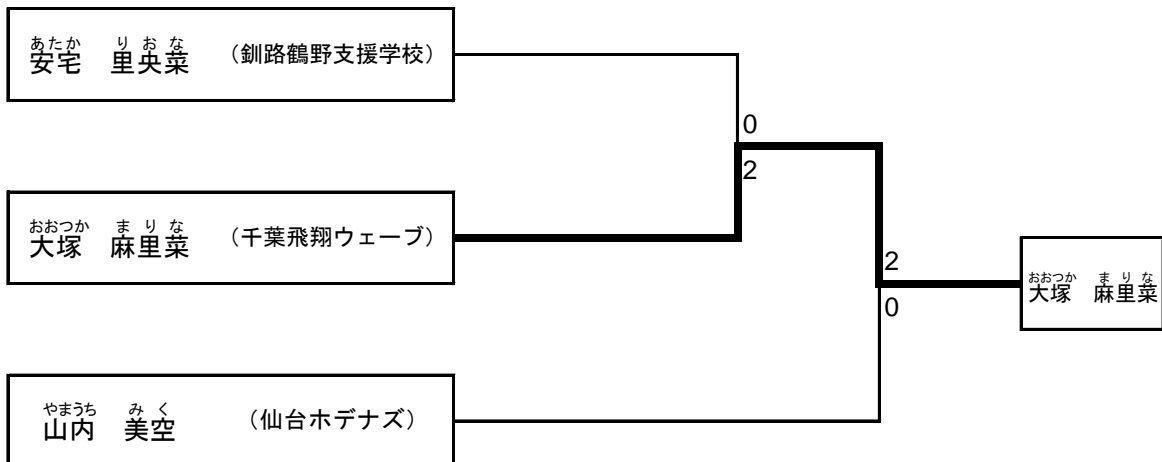 あたか りおな
安宅 里央菜 （釧路鶴野支援学校）
0
2
おおつか まりな
大塚 麻里菜 （千葉飛翔ウェーブ）
2
0
おおつか まりな
大塚 麻里菜
やまうち みく
山内 美空 （仙台ホデナズ）